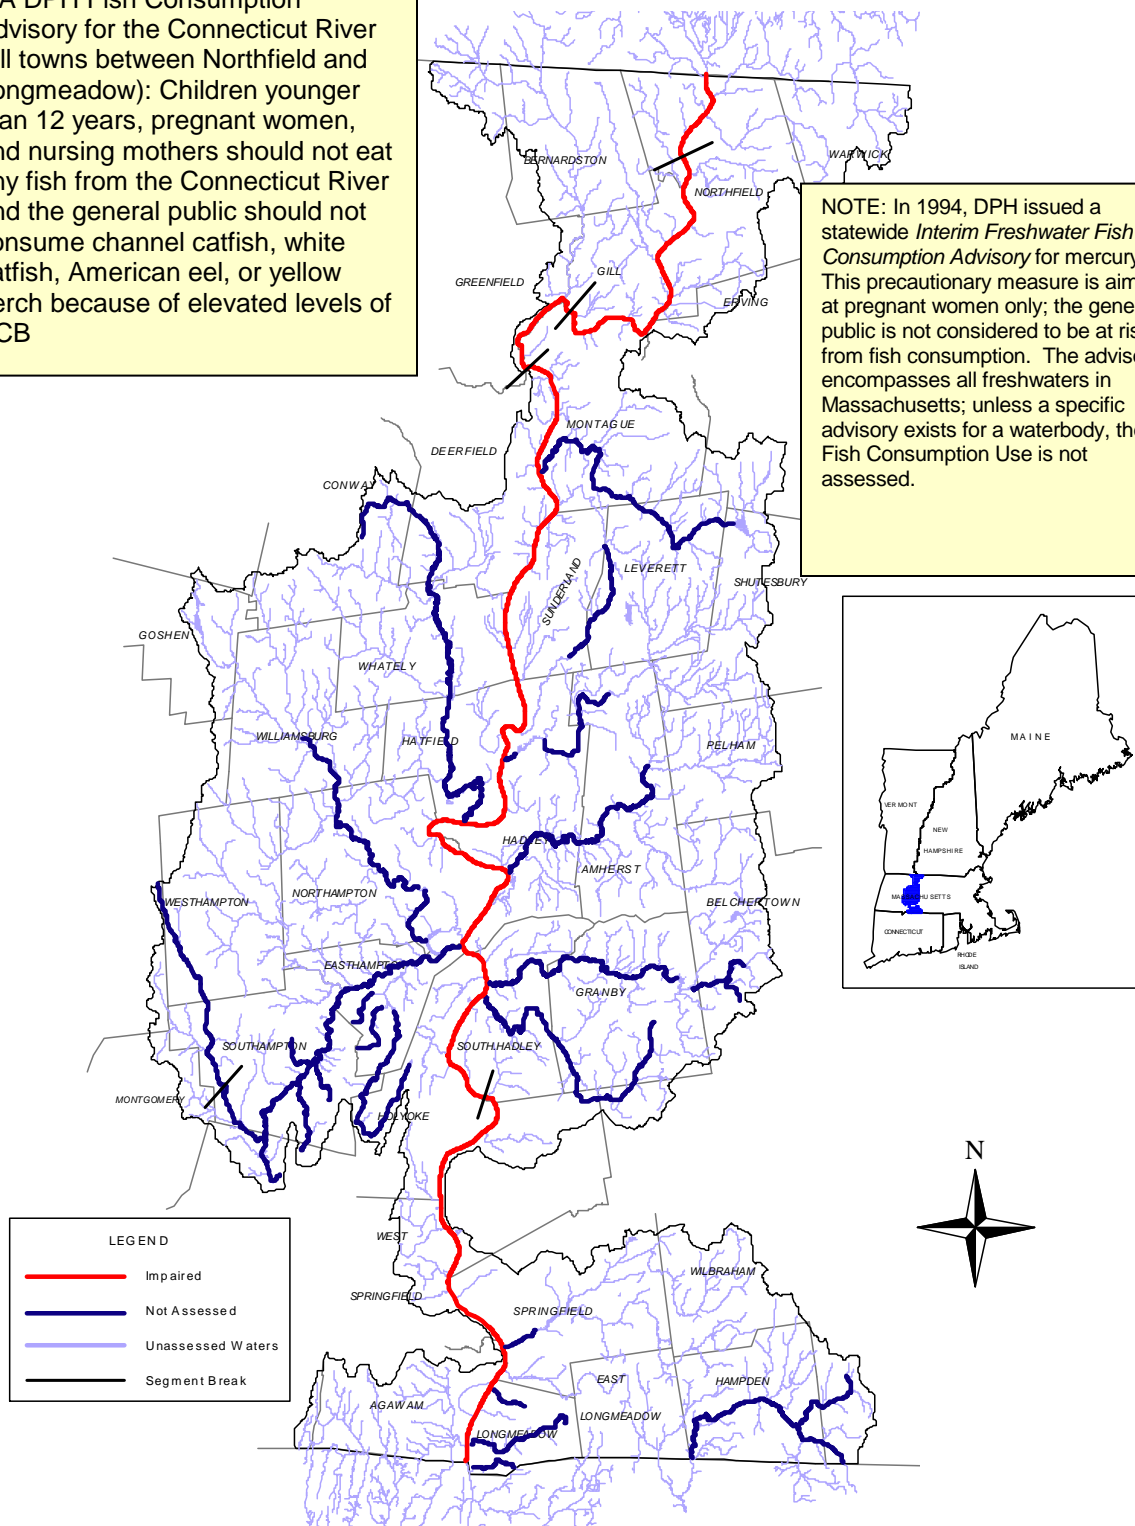 A DPH Fish Consumption
dvisory for the Connecticut River
ll towns between Northfield and
ongmeadow): Children younger
an 12 years, pregnant women,
nd nursing mothers should not eat
ny fish from the Connecticut River
nd the general public should not
onsume channel catfish, white
atfish, American eel, or yellow
erch because of elevated levels of
CB
BERNARDSTON
WARWICK
NORTHFIELD
NOTE: In 1994, DPH issued a
statewide Interim Freshwater Fish
Consumption Advisory for mercury
This precautionary measure is aim
at pregnant women only; the gene
public is not considered to be at ris
from fish consumption. The adviso
encompasses all freshwaters in
Massachusetts; unless a specific
advisory exists for a waterbody, the
Fish Consumption Use is not
assessed.
GREENFIELD
GILL
ERVING
MONTAGUE
DEERFIELD
CONWAY
SUNDERLAND
LEVERETT
SHUTESBURY
GOSHEN
WHATELY
WILLIAMSBURG
HATFIELD
PELHAM
HADLEY
AMHERST
NORTHAMPTON
WESTHAMPTON
BELCHERTOWN
EASTHAMPTON
GRANBY
SOUTHAMPTON
SOUTH HADLEY
MONTGOMERY
HOLYOKE
MAINE
VERMONT
NEW
HAMPSHIRE
MASSACHUSETTS
CONNECTICUT
RHODE
ISLAND
N
WEST
SPRINGFIELD
SPRINGFIELD
WILBRAHAM
EAST
LONGMEADOW
HAMPDEN
AGAWAM
LONGMEADOW
LEGEND
Impaired
Not Assessed
Unassessed Waters
Segment Break